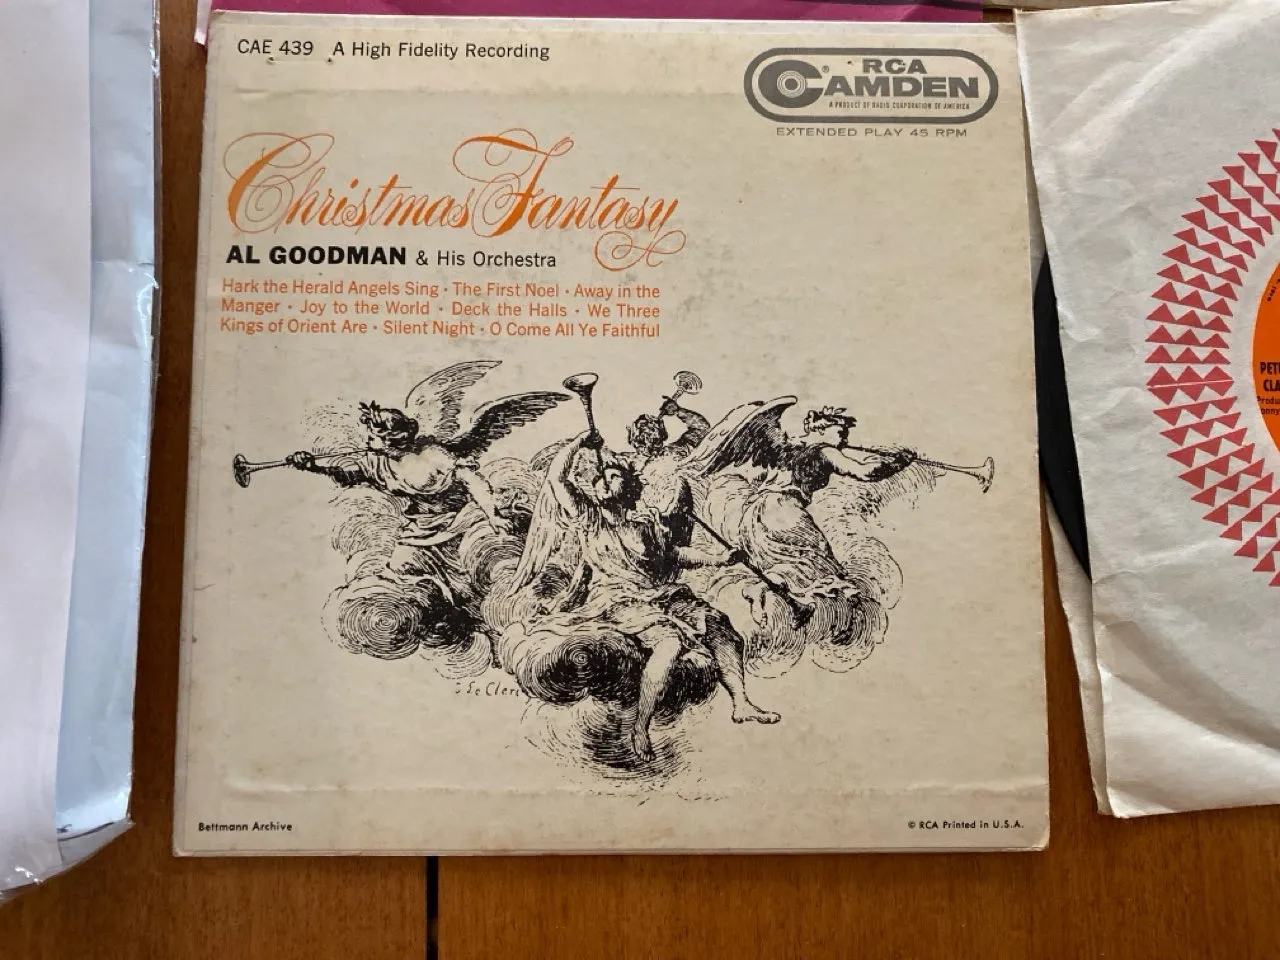 CAE 439 A High Fidelity Recording
RCA
CAMDEN
®
A PRODUCT OF RADIO CORPORATION OF AMERICA
EXTENDED PLAY 45 RPM
Christmas Fantasy
AL GOODMAN & His Orchestra
Hark the Herald Angels Sing · The First Noel · Away in the
Manger · Joy to the World · Deck the Halls · We Three
Kings of Orient Are · Silent Night · O Come All Ye Faithful
Bettmann Archive
© RCA Printed in U.S.A.
PETU
CLA